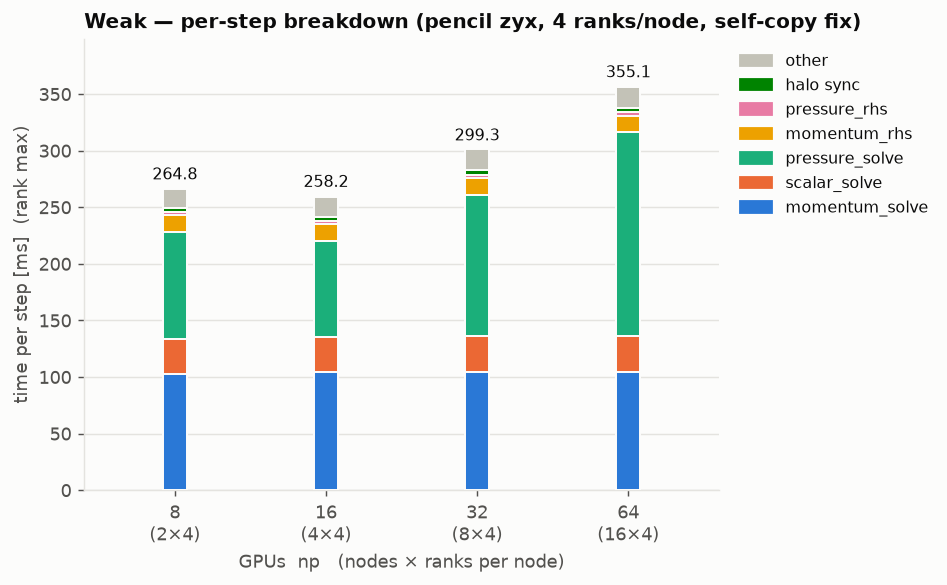 Weak — per-step breakdown (pencil zyx, 4 ranks/node, self-copy fix)
time per step [ms]  (rank max)
350
300
250
200
150
100
50
0
264.8
258.2
299.3
355.1
8
(2×4)
16
(4×4)
32
(8×4)
64
(16×4)
GPUs  np   (nodes × ranks per node)
other
halo sync
pressure_rhs
momentum_rhs
pressure_solve
scalar_solve
momentum_solve